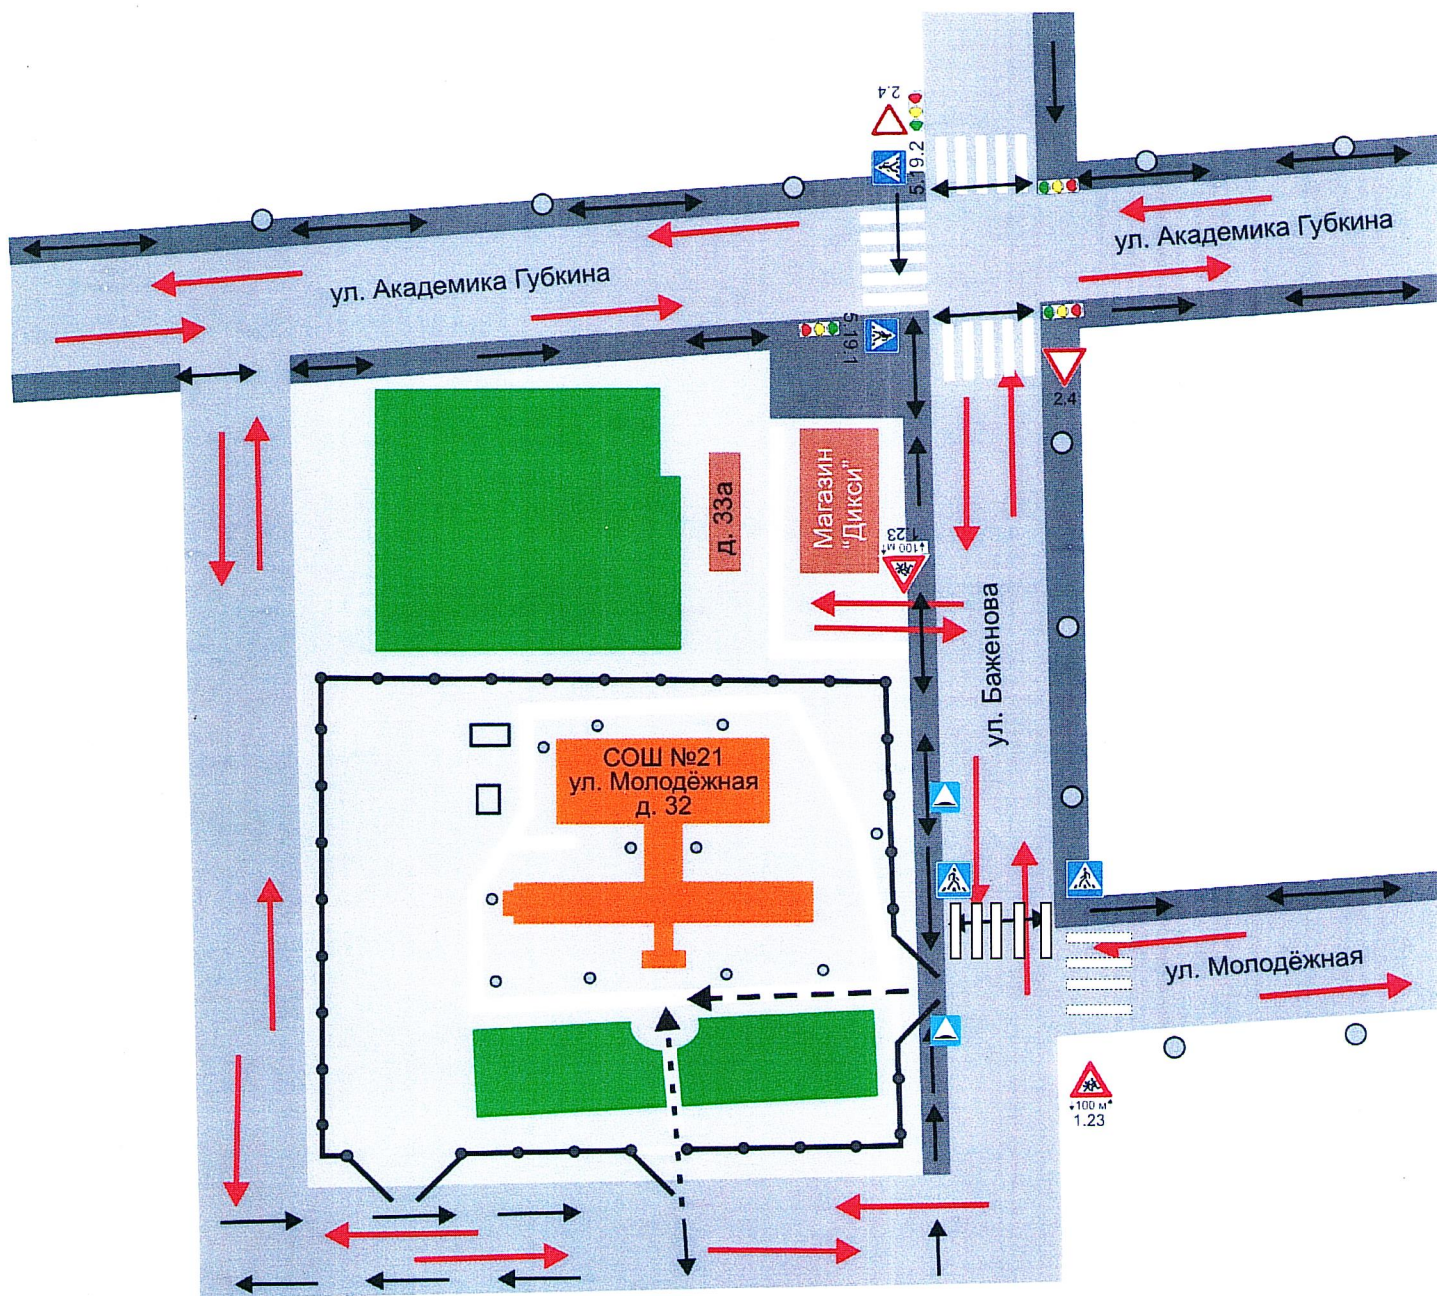 2.4
5.19.2
ул. Академика Губкина
ул. Академика Губкина
5.19.1
2,4
д. 33а
Магазин
"Дикси"
1.23
100 м
ул. Баженова
СОШ №21
ул. Молодёжная
д. 32
ул. Молодёжная
100 м
1.23